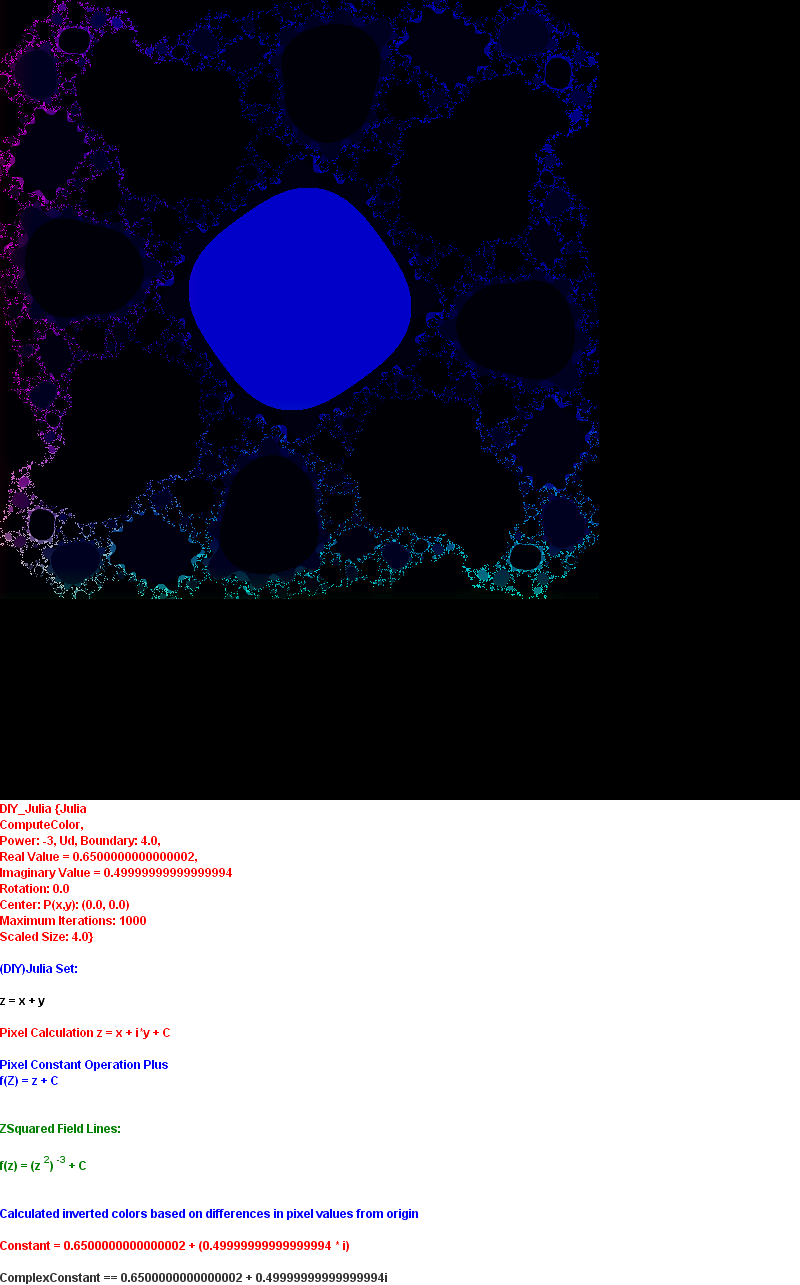 DIY_Julia {Julia
ComputeColor,
Power: -3, Ud, Boundary: 4.0,
Real Value = 0.6500000000000002,
Imaginary Value = 0.49999999999999994
Rotation: 0.0
Center: P(x,y): (0.0, 0.0)
Maximum Iterations: 1000
Scaled Size: 4.0}
(DIY)Julia Set:
z = x + y
Pixel Calculation z = x + i*y + C
Pixel Constant Operation Plus
f(Z) = z + C
ZSquared Field Lines:
f(z) = (z 2) -3 + C
Calculated inverted colors based on differences in pixel values from origin
Constant = 0.6500000000000002 + (0.49999999999999994 * i)
ComplexConstant == 0.6500000000000002 + 0.49999999999999994i